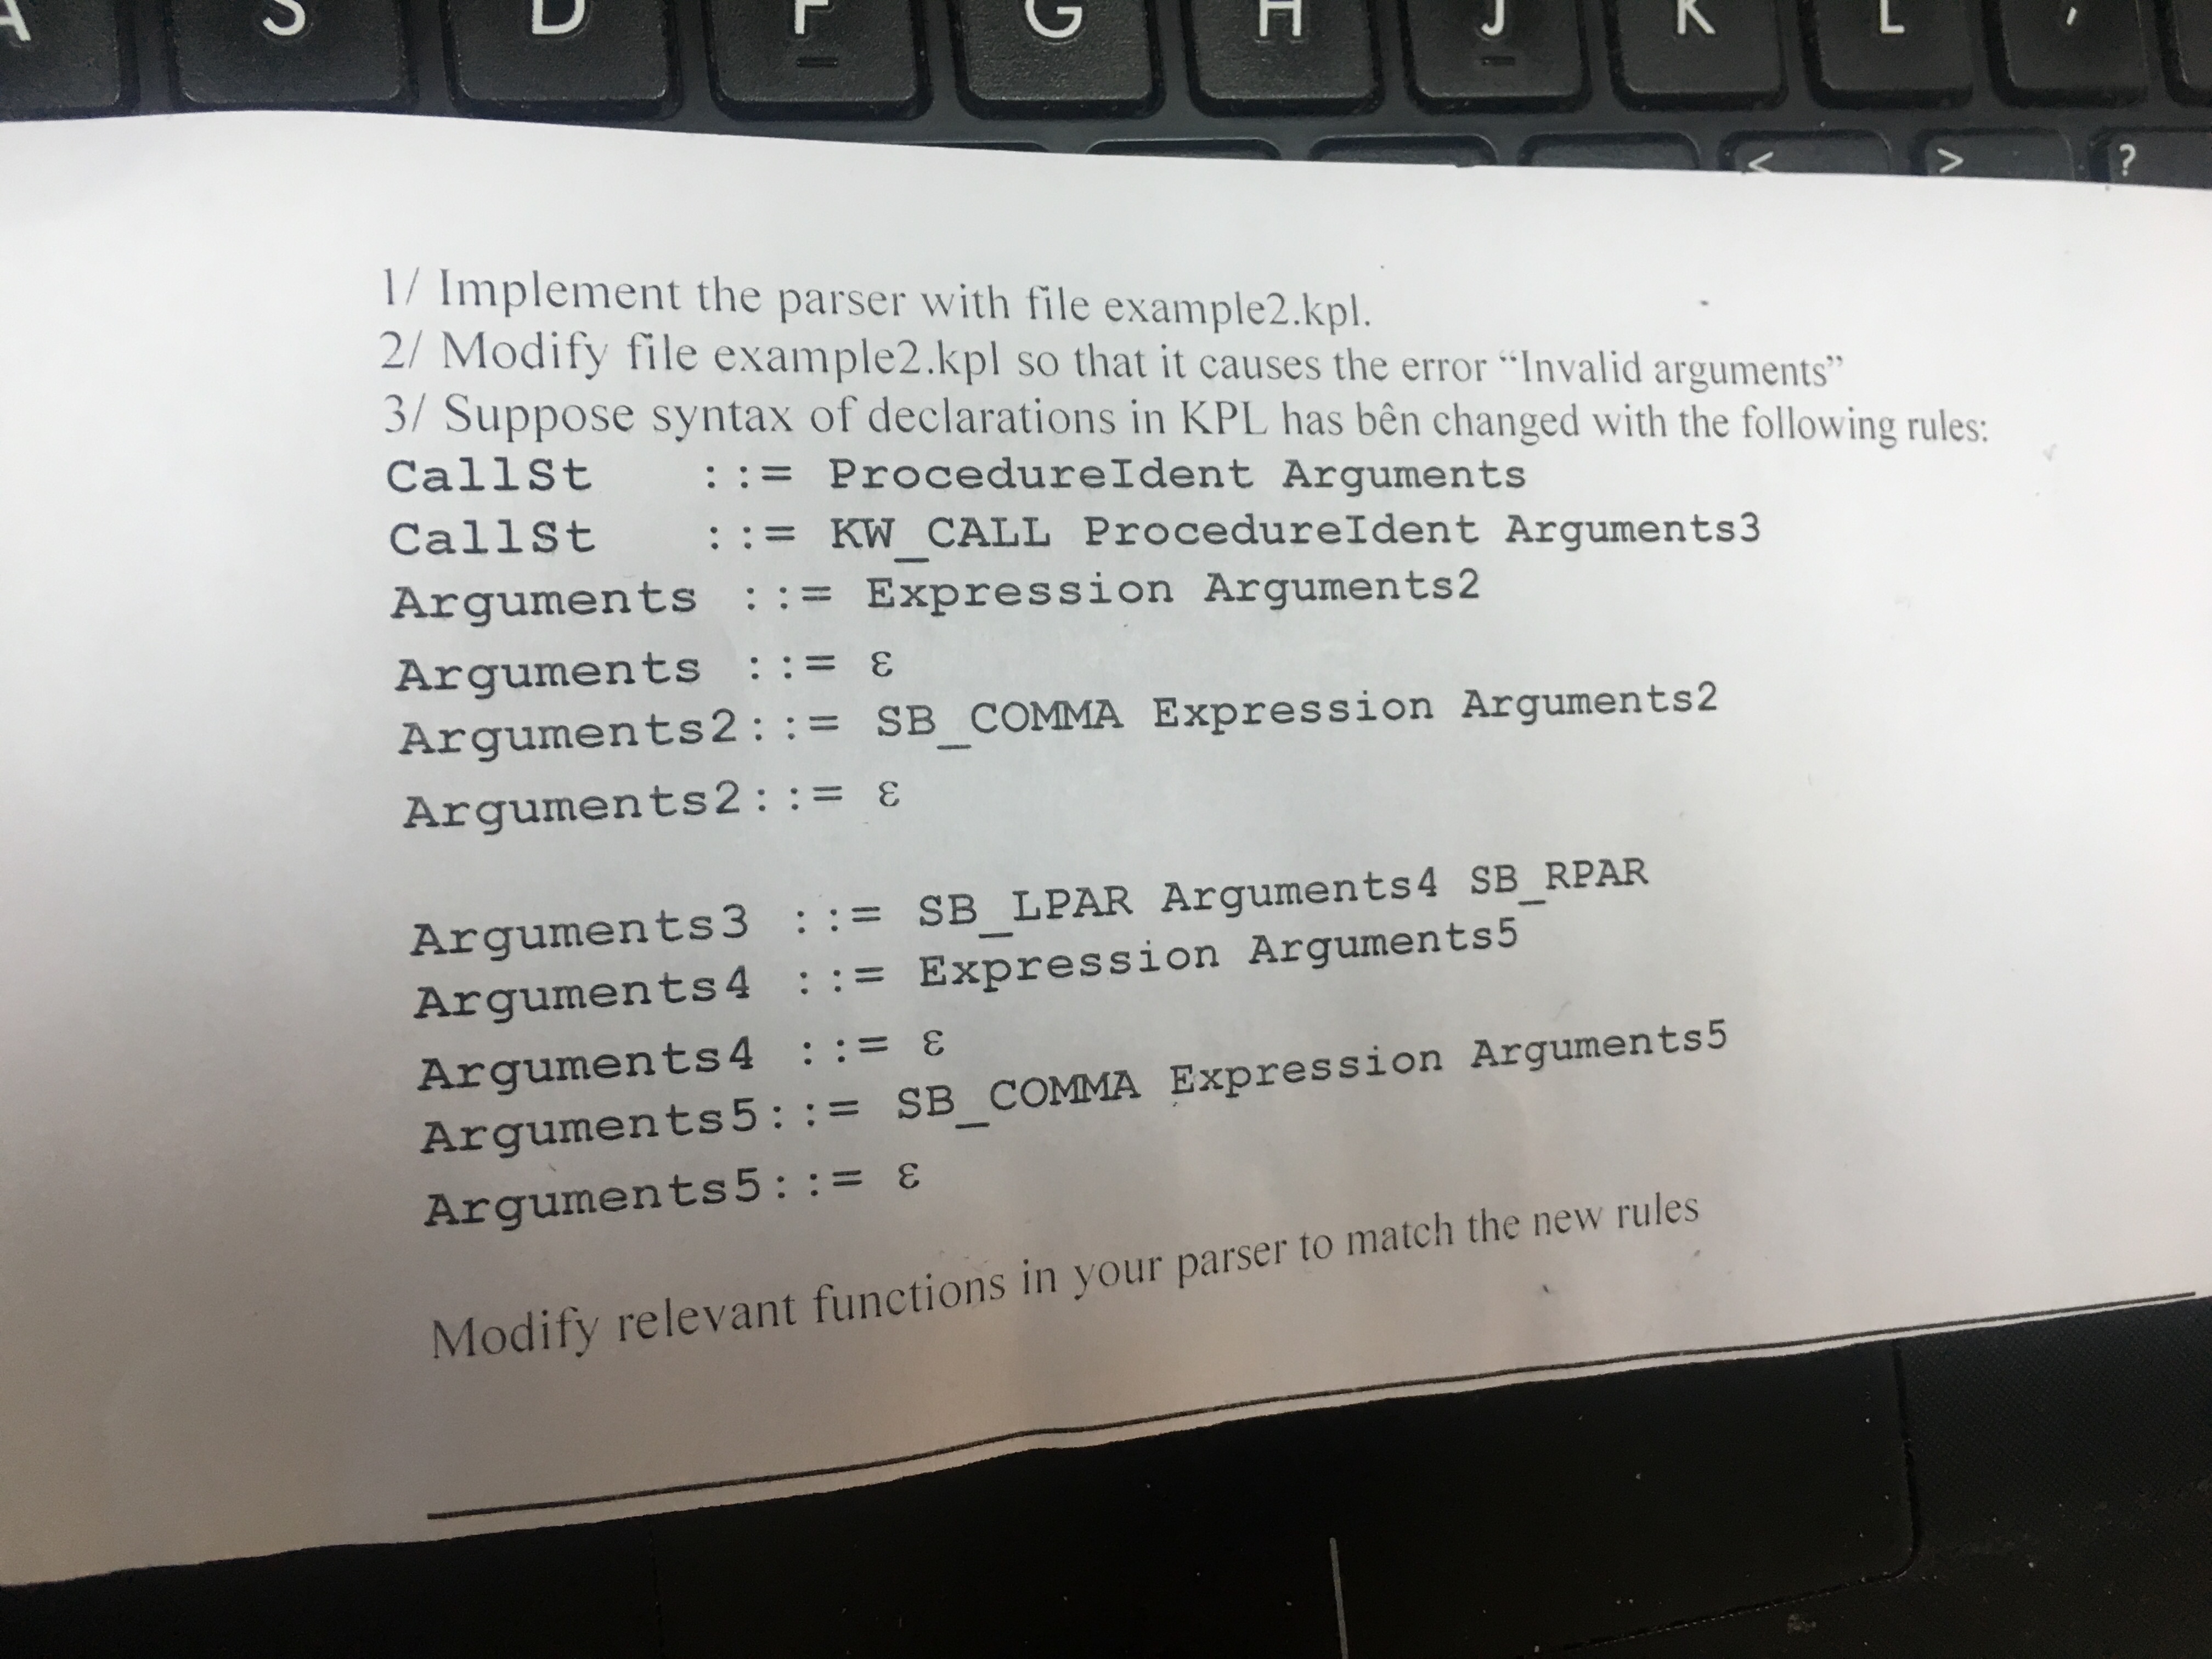 A S D F G H J K L ,
< > ?
1/ Implement the parser with file example2.kpl.
2/ Modify file example2.kpl so that it causes the error “Invalid arguments”
3/ Suppose syntax of declarations in KPL has bên changed with the following rules:
CallSt ::= ProcedureIdent Arguments
CallSt ::= KW_CALL ProcedureIdent Arguments3
Arguments ::= Expression Arguments2
Arguments ::= ε
Arguments2::= SB_COMMA Expression Arguments2
Arguments2::= ε
Arguments3 ::= SB_LPAR Arguments4 SB_RPAR
Arguments4 ::= Expression Arguments5
Arguments4 ::= ε
Arguments5::= SB_COMMA Expression Arguments5
Arguments5::= ε
Modify relevant functions in your parser to match the new rules